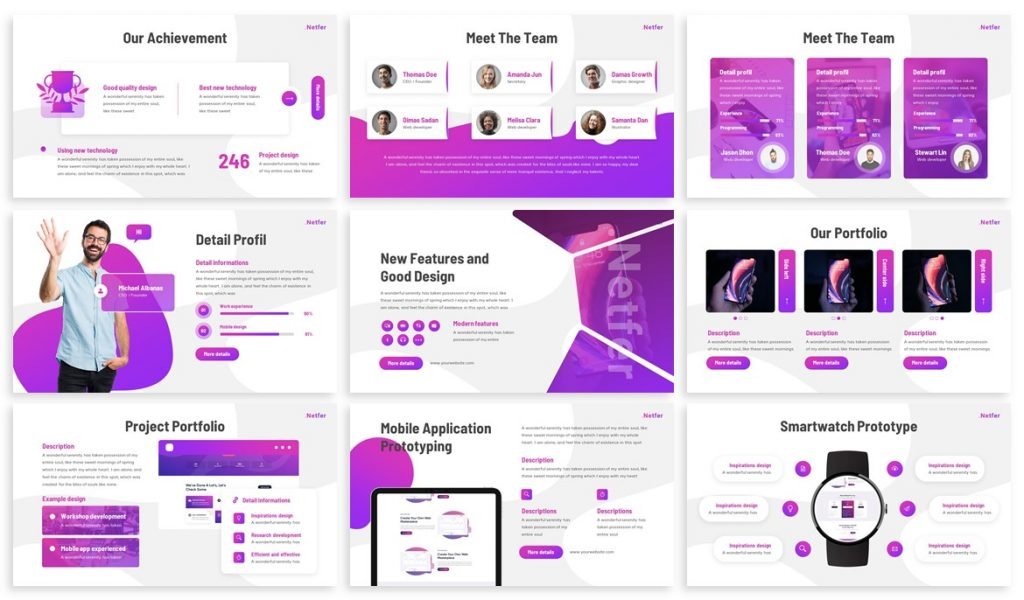 .Netfer
Our Achievement
Good quality design
A wonderful serenity has taken
possession of my entire soul,
like these sweet
Best new technology
A wonderful serenity has taken
possession of my entire soul,
like these sweet
More details
Using new technology
A wonderful serenity has taken possession of my entire soul, like
these sweet mornings of spring which I enjoy with my whole heart. I
am alone, and feel the charm of existence in this spot, which was
246
Project design
A wonderful serenity has taken
of my entire soul, like these
.Netfer
Meet The Team
Thomas Doe
CEO / Founder
Amanda Jun
Secretary
Damas Growth
Graphic designer
Dimas Sadan
Web developer
Melisa Clara
Web developer
Samanta Dan
Illustrator
A wonderful serenity has taken possession of my entire soul, like these sweet mornings of spring which I enjoy with my whole heart.
I am alone, and feel the charm of existence in this spot, which was created for the bliss of souls like mine. I am so happy, my dear
friend, so absorbed in the exquisite sense of mere tranquil existence, that I neglect my talents.
.Netfer
Meet The Team
Detail profil
A wonderful serenity has taken
possession of my entire soul,
like these sweet mornings of spring
which I enjoy
Experience
71%
Programming
93%
Jason Dhon
Web developer
Detail profil
A wonderful serenity has taken
possession of my entire soul,
like these sweet mornings of spring
which I enjoy
Experience
71%
Programming
93%
Thomas Doe
Web developer
Detail profil
A wonderful serenity has taken
possession of my entire soul,
like these sweet mornings of spring
which I enjoy
Experience
71%
Programming
93%
Stewart Lin
Web developer
.Netfer
Hi
Michael Albanas
CEO / Founder
Detail Profil
Detail informations
A wonderful serenity has taken possession of my entire soul,
like these sweet mornings of spring which I enjoy with my
whole heart. I am alone, and feel the charm of existence in
this spot, which was
01
Work experience
90%
02
Mobile design
81%
More details
New Features and
Good Design
A wonderful serenity has taken possession of my entire soul, like
these sweet mornings of spring which I enjoy with my whole heart. I
am alone, and feel the charm of existence in this spot, which was
Modern features
A wonderful serenity has taken
possession of my entire
More details
www.yourwebsite.com
Netfer
.Netfer
Our Portfolio
Side left
Center side
Right side
Description
A wonderful serenity has taken
possession of my entire soul, like
these sweet mornings
More details
Description
A wonderful serenity has taken
possession of my entire soul, like
these sweet mornings
More details
Description
A wonderful serenity has taken
possession of my entire soul, like
these sweet mornings
More details
.Netfer
Project Portfolio
Description
A wonderful serenity has taken possession of my
entire soul, like these sweet mornings of spring
which I enjoy with my whole heart. I am alone, and
feel the charm of existence in this spot, which was
created for the bliss of souls like mine.
Example design
Workshop development
A wonderful serenity has taken
Mobile app experienced
A wonderful serenity has taken
We're Done A Let's, Let's
Check Some
Detail informations
Inspirations design
A wonderful serenity has
Research development
A wonderful serenity has
Efficient and effective
A wonderful serenity has
.Netfer
Mobile Application
Prototyping
Create Your Own Web
Create Your Own Web
A wonderful serenity has taken possession of my entire soul, like
these sweet mornings of spring which I enjoy with my whole
heart. I am alone, and feel the charm of existence in this spot,
Description
A wonderful serenity has taken possession of my entire soul, like
these sweet mornings of spring which I enjoy with my whole
Descriptions
A wonderful serenity has
taken possession of my
entire soul
Descriptions
A wonderful serenity has
taken possession of my
entire soul
More details
www.yourwebsite.com
.Netfer
Smartwatch Prototype
Inspirations design
A wonderful serenity has
Inspirations design
A wonderful serenity has
Inspirations design
A wonderful serenity has
Inspirations design
A wonderful serenity has
Inspirations design
A wonderful serenity has
Inspirations design
A wonderful serenity has